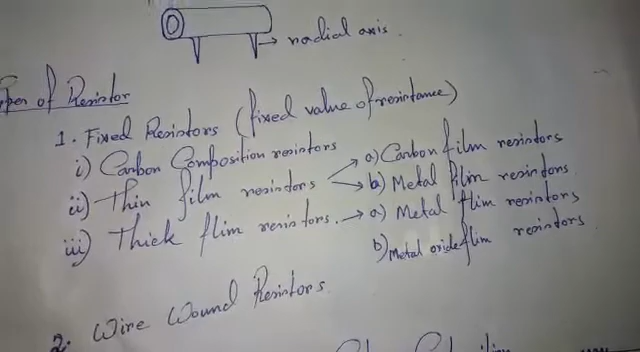 radial axis.
Types of Resistor
1. Fixed Resistors (fixed value of resistance)
i) Carbon Composition resistors
ii) Thin film resistors → a) Carbon film resistors
→ b) Metal film resistors
iii) Thick flim resistors. → a) Metal flim resistors
b) Metal oxide flim resistors
2. Wire Wound Resistors.